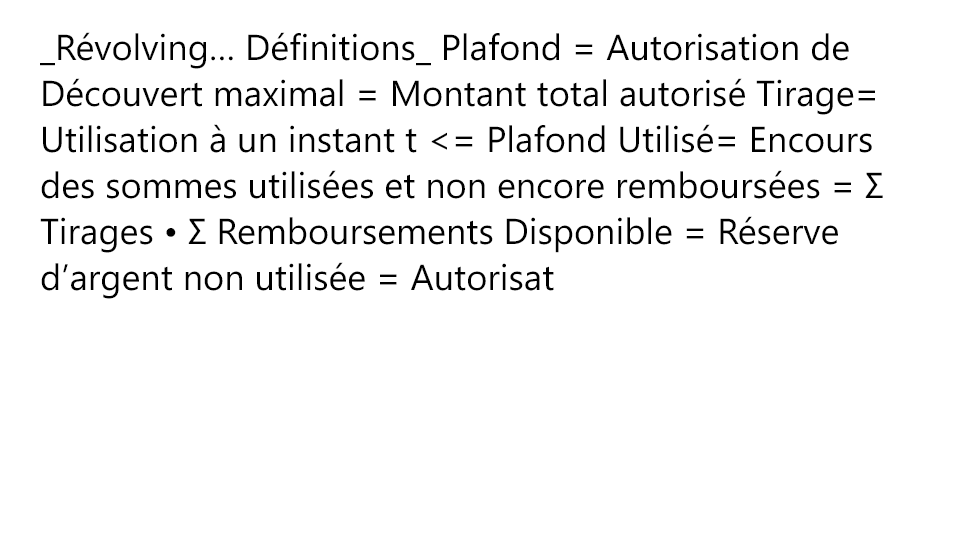 _Révolving… Définitions_ Plafond = Autorisation de
Découvert maximal = Montant total autorisé Tirage=
Utilisation à un instant t <= Plafond Utilisé= Encours
des sommes utilisées et non encore remboursées = Σ
Tirages • Σ Remboursements Disponible = Réserve
d’argent non utilisée = Autorisat